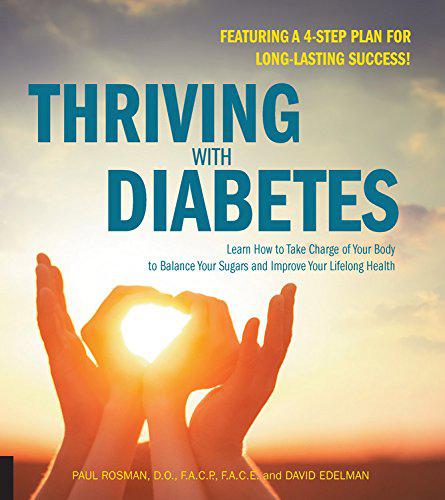 FEATURING A 4-STEP PLAN FOR
LONG-LASTING SUCCESS!
THRIVING
WITH
DIABETES
Learn How to Take Charge of Your Body
to Balance Your Sugars and Improve Your Lifelong Health
PAUL ROSMAN, D.O., F.A.C.P., F.A.C.E. and DAVID EDELMAN